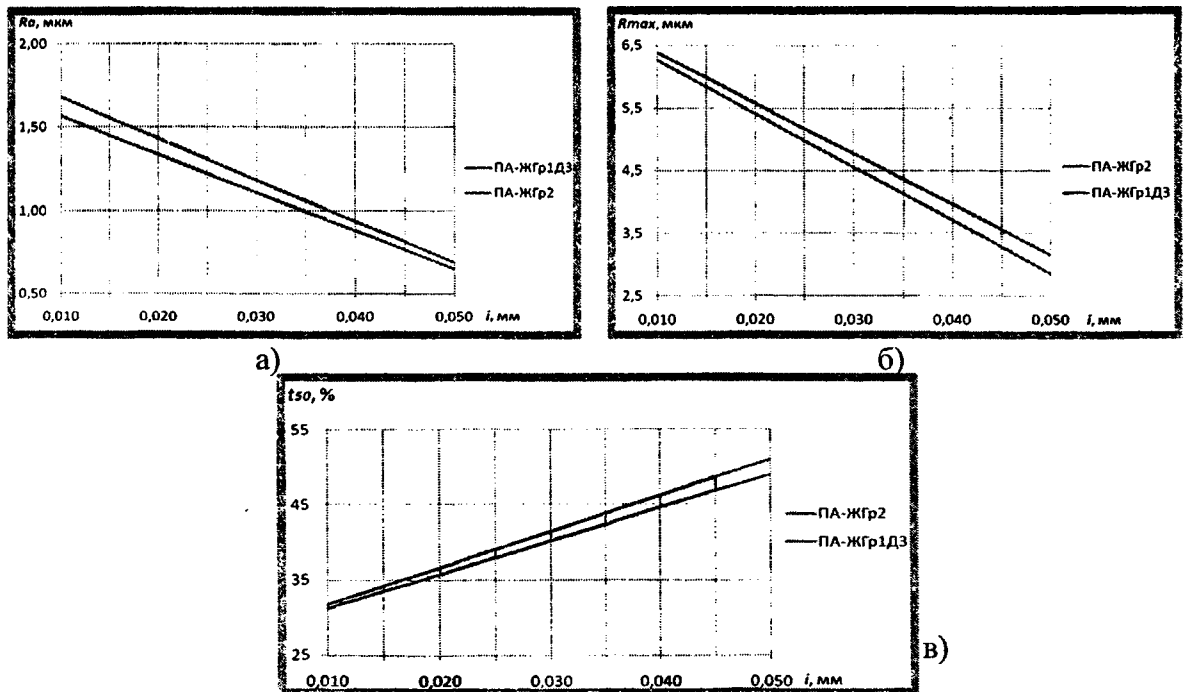 Ra, мкм
2,00
1,50
1,00
0,50
0,010 0,020 0,030 0,040 0,050 i, мм
ПА-ЖГр1Д3
ПА-ЖГр2
а)
Rmax, мкм
6,5
5,5
4,5
3,5
2,5
0,010 0,020 0,030 0,040 0,050 i, мм
ПА-ЖГр2
ПА-ЖГр1Д3
б)
t50, %
55
45
35
25
0,010 0,020 0,030 0,040 0,050 i, мм
ПА-ЖГр2
ПА-ЖГр1Д3
в)